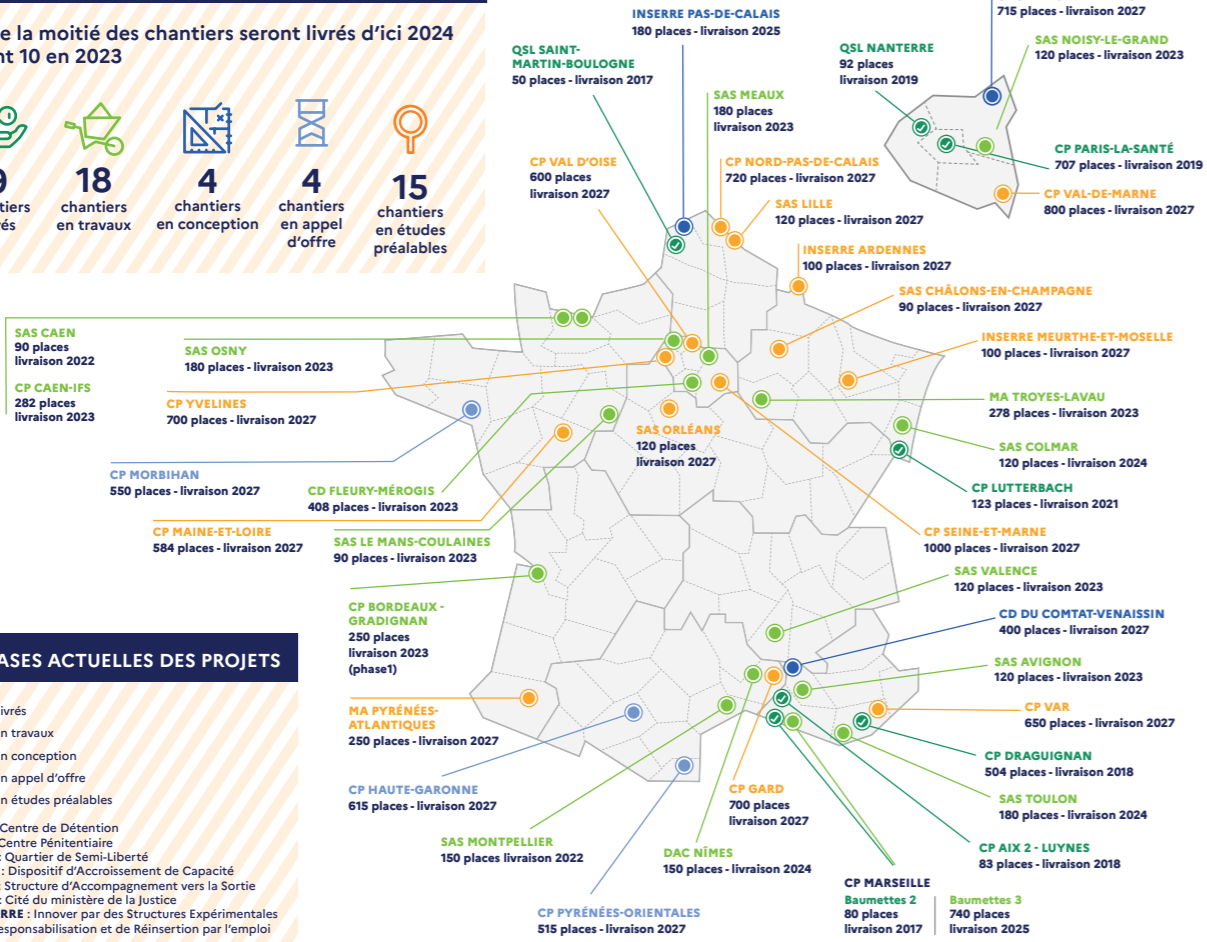 e la moitié des chantiers seront livrés d'ici 2024
nt 10 en 2023
18
chantiers
en travaux
4
chantiers
en conception
4
chantiers
en appel
d'offre
15
chantiers
en études
préalables
INSERRE PAS-DE-CALAIS
180 places - livraison 2025
QSL SAINT-
MARTIN-BOULOGNE
50 places - livraison 2017
SAS MEAUX
180 places
livraison 2023
CP VAL D'OISE
600 places
livraison 2027
CP NORD-PAS-DE-CALAIS
720 places - livraison 2027
SAS LILLE
120 places - livraison 2027
INSERRE ARDENNES
100 places - livraison 2027
715 places - livraison 2027
QSL NANTERRE
92 places
livraison 2019
SAS NOISY-LE-GRAND
120 places - livraison 2023
CP PARIS-LA-SANTÉ
707 places - livraison 2019
CP VAL-DE-MARNE
800 places - livraison 2027
SAS CHÂLONS-EN-CHAMPAGNE
90 places - livraison 2027
INSERRE MEURTHE-ET-MOSELLE
100 places - livraison 2027
MA TROYES-LAVAU
278 places - livraison 2023
SAS COLMAR
120 places - livraison 2024
CP LUTTERBACH
123 places - livraison 2021
CP SEINE-ET-MARNE
1000 places - livraison 2027
SAS CAEN
90 places
livraison 2022
CP CAEN-IFS
282 places
livraison 2023
SAS OSNY
180 places - livraison 2023
CP YVELINES
700 places - livraison 2027
SAS ORLÉANS
120 places
livraison 2027
CP MORBIHAN
550 places - livraison 2027
CD FLEURY-MÉROGIS
408 places - livraison 2023
CP MAINE-ET-LOIRE
584 places - livraison 2027
SAS LE MANS-COULAINES
90 places - livraison 2023
CP BORDEAUX -
GRADIGNAN
250 places
livraison 2023
(phase1)
MA PYRÉNÉES-
ATLANTIQUES
250 places - livraison 2027
CP HAUTE-GARONNE
615 places - livraison 2027
SAS MONTPELLIER
150 places livraison 2022
CP PYRÉNÉES-ORIENTALES
515 places - livraison 2027
DAC NÎMES
150 places - livraison 2024
CP GARD
700 places
livraison 2027
SAS VALENCE
120 places - livraison 2023
CD DU COMTAT-VENAISSIN
400 places - livraison 2027
SAS AVIGNON
120 places - livraison 2023
CP VAR
650 places - livraison 2027
CP DRAGUIGNAN
504 places - livraison 2018
SAS TOULON
180 places - livraison 2024
CP AIX 2 - LUYNES
83 places - livraison 2018
CP MARSEILLE
Baumettes 2
80 places
livraison 2017
Baumettes 3
740 places
livraison 2025
ASES ACTUELLES DES PROJETS
ivrés
n travaux
n conception
n appel d'offre
n études préalables
Centre de Détention
Centre Pénitentiaire
: Quartier de Semi-Liberté
: Dispositif d'Accroissement de Capacité
: Structure d'Accompagnement vers la Sortie
: Cité du ministère de la Justice
RRE : Innover par des Structures Expérimentales
esponsabilisation et de Réinsertion par l'emploi